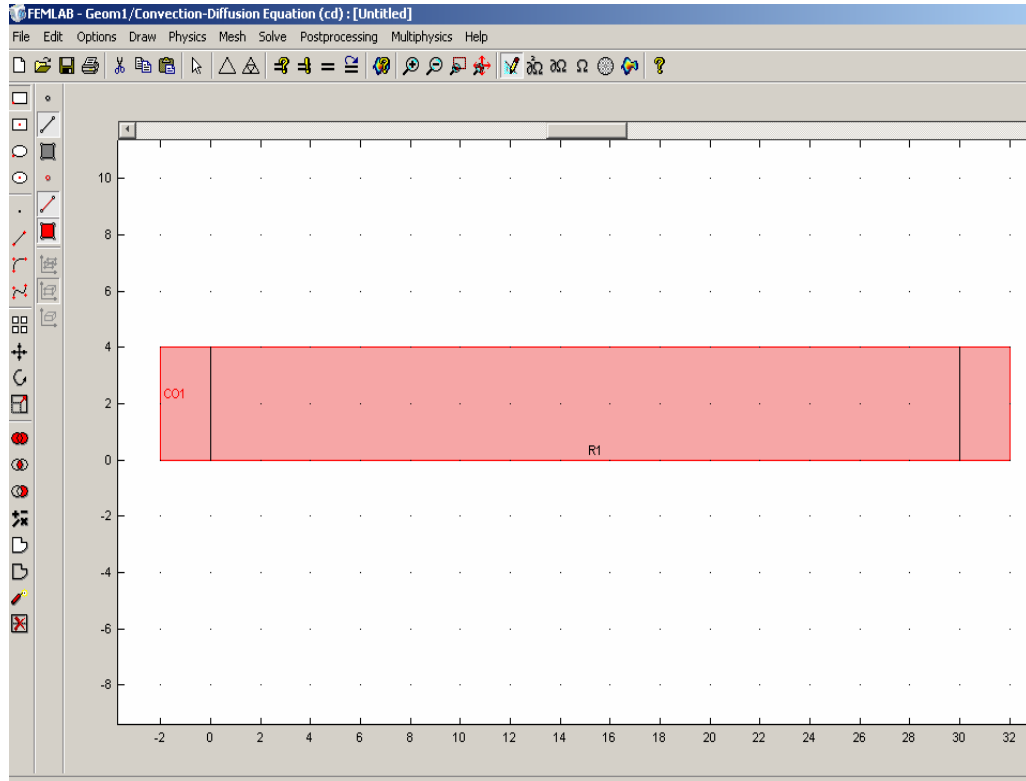 FEMLAB - Geom1/Convection-Diffusion Equation (cd) : [Untitled]
File Edit Options Draw Physics Mesh Solve Postprocessing Multiphysics Help
10
8
6
4
CO1
2
R1
0
-2
-4
-6
-8
-2 0 2 4 6 8 10 12 14 16 18 20 22 24 26 28 30 32